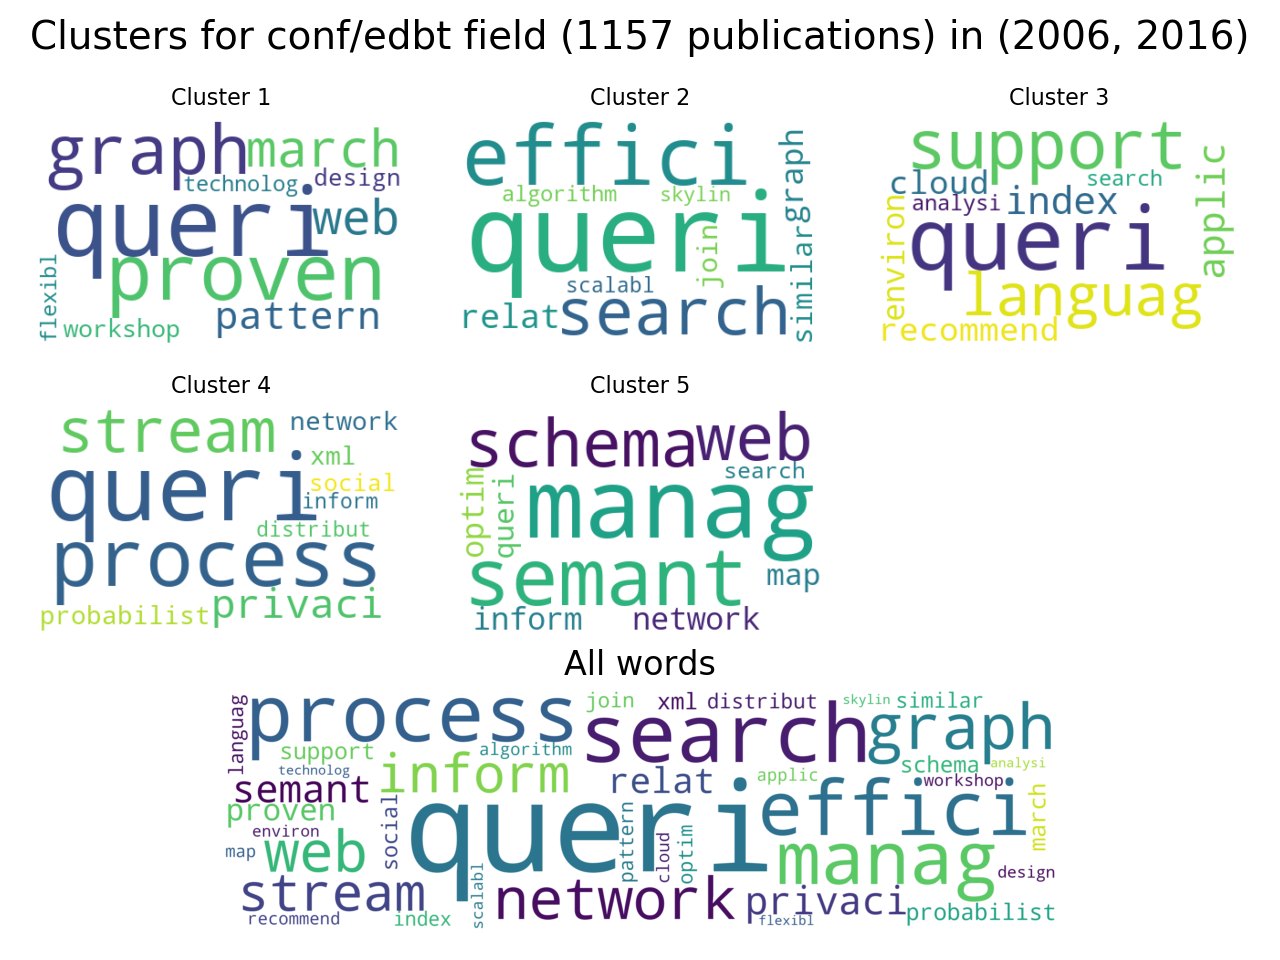 Clusters for conf/edbt field (1157 publications) in (2006, 2016)
Cluster 1
graph march
technolog design
queri web
proven
flexibl
workshop pattern
Cluster 2
effici
algorithm skylin
graph
queri
join
similar
scalabl
relat search
Cluster 3
support
cloud search
analysi index
applic
environ
queri
languag
recommend
Cluster 4
stream network
xml
queri social
inform
distribut
process
probabilist privaci
Cluster 5
schema web
search
optim
queri
manag
semant map
inform network
All words
process join xml distribut skylin similar
languag
search graph
support algorithm
technolog inform relat applic schema analysi
semant workshop
proven queri effici
environ social pattern cloud optim march
map web manag design
stream scalabl network privaci probabilist
recommend index flexibl